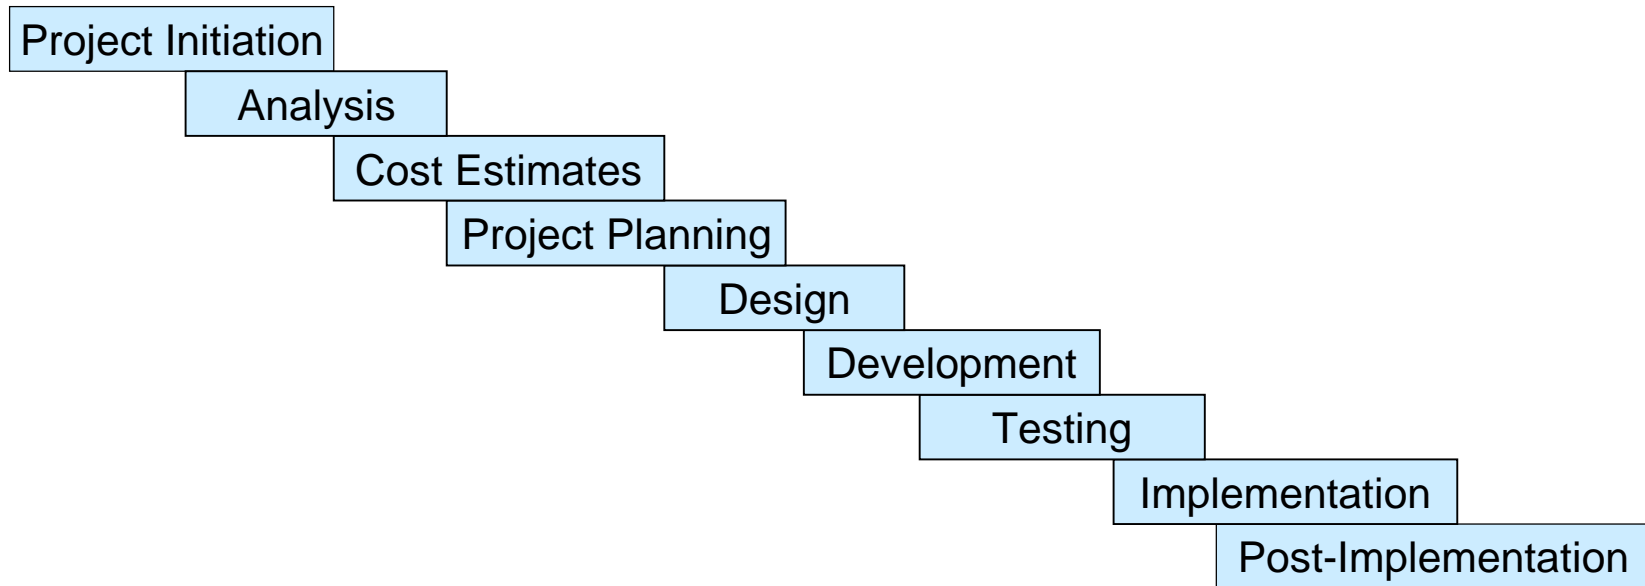 Project Initiation
Analysis
Cost Estimates
Project Planning
Design
Development
Testing
Implementation
Post-Implementation